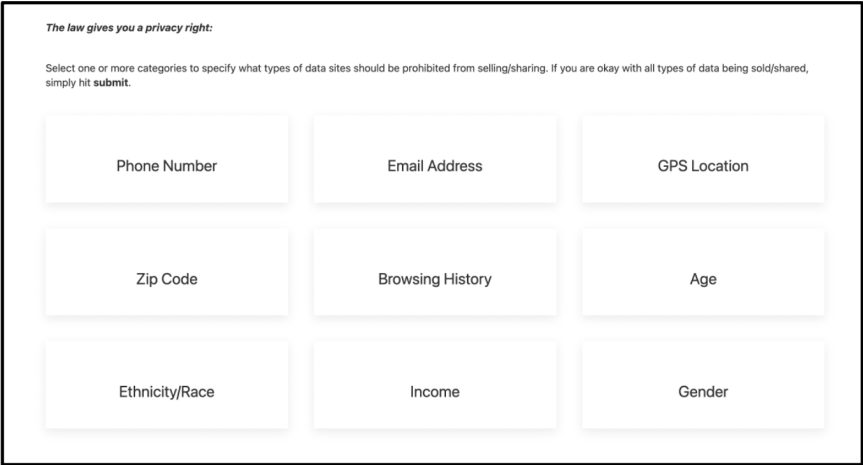 The law gives you a privacy right:
Select one or more categories to specify what types of data sites should be prohibited from selling/sharing. If you are okay with all types of data being sold/shared,
simply hit submit.
Phone Number
Email Address
GPS Location
Zip Code
Browsing History
Age
Ethnicity/Race
Income
Gender